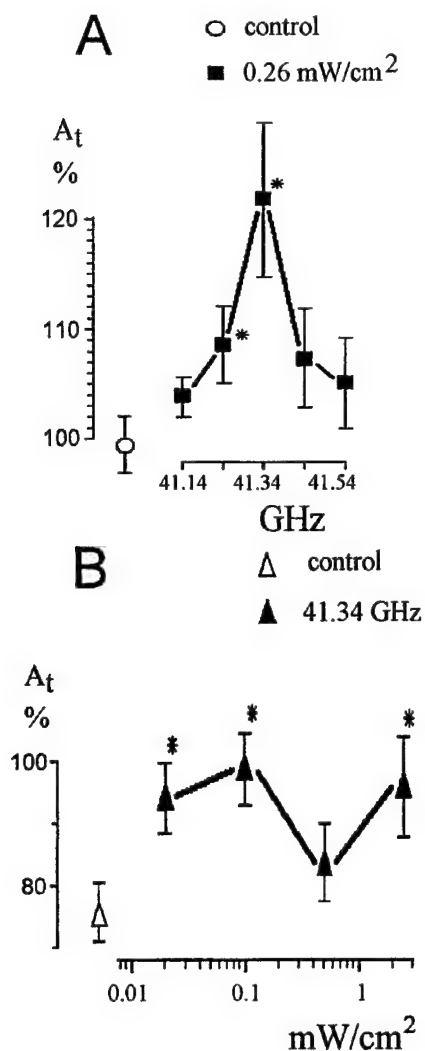 A
control
0.26 mW/cm²
At
%
120
*
110
*
100
41.14 41.34 41.54
GHz
B
control
41.34 GHz
At
%
**
*
*
100
80
0.01 0.1 1
mW/cm²